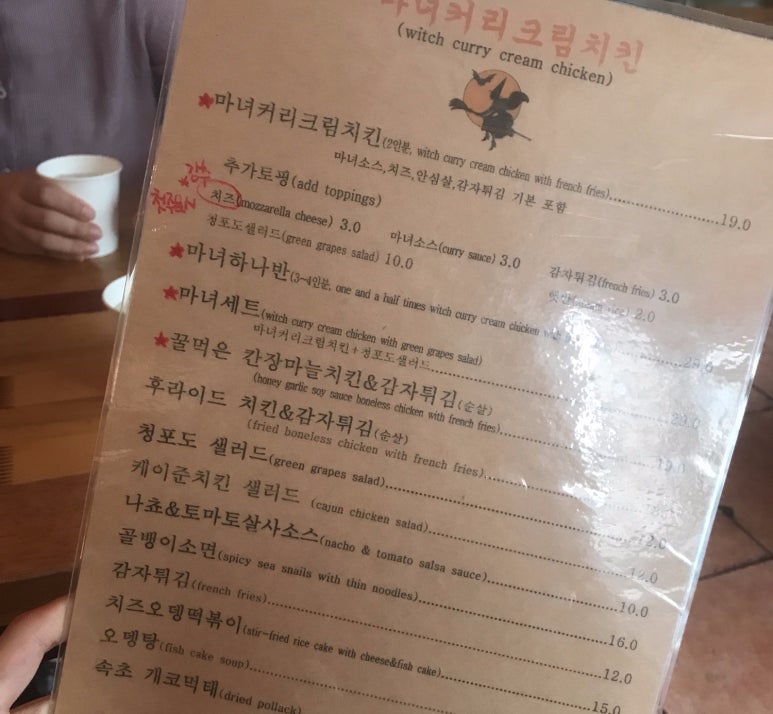 마녀커리크림치킨
(witch curry cream chicken)
★마녀커리크림치킨(2인분, witch curry cream chicken with french fries)......19.0
마녀소스,치즈,안심살,감자튀김 기본 포함
강추 추가토핑(add toppings)
치즈(mozzarella cheese) 3.0 마녀소스(curry sauce) 3.0 감자튀김(french fries) 3.0
청포도샐러드(green grapes salad) 10.0 2.0
★마녀하나반(3~4인분, one and a half times witch curry cream chicken with
★마녀세트(witch curry cream chicken with green grapes salad)
마녀커리크림치킨+청포도샐러드......29.0
★꿀먹은 간장마늘치킨&감자튀김(순살)
(honey garlic soy sauce boneless chicken with french fries)......19.0
후라이드 치킨&감자튀김(순살)
(fried boneless chicken with french fries)......
청포도 샐러드(green grapes salad)......
케이준치킨 샐러드 (cajun chicken salad)......12.0
나쵸&토마토살사소스(nacho & tomato salsa sauce)......10.0
골뱅이소면(spicy sea snails with thin noodles)......16.0
감자튀김(french fries)......12.0
치즈오뎅떡볶이(stir-fried rice cake with cheese&fish cake)......15.0
오뎅탕(fish cake soup)......
속초 개코먹태(dried pollack)......